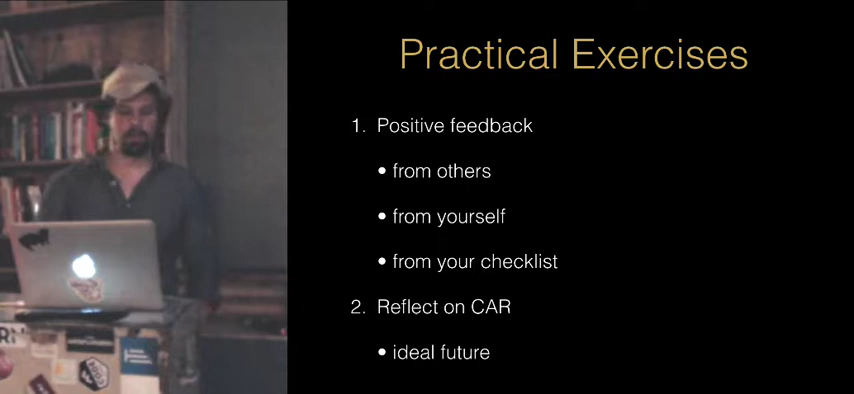 Practical Exercises
1. Positive feedback
• from others
• from yourself
• from your checklist
2. Reflect on CAR
• ideal future